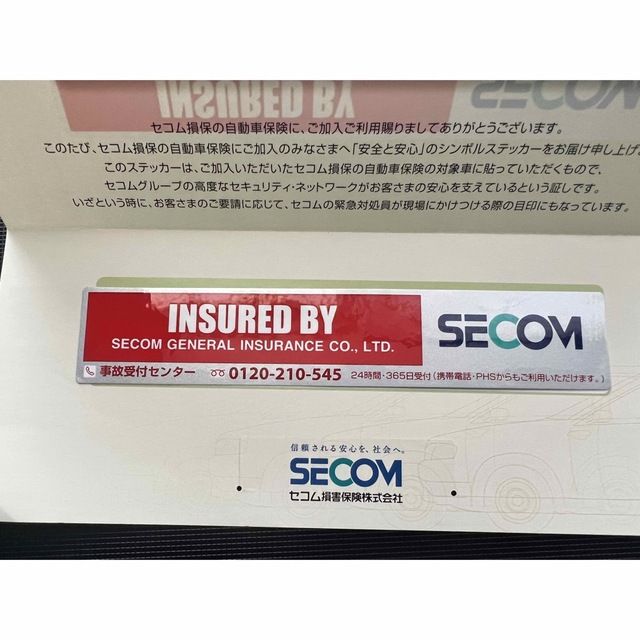 INSURED BY SECOM
セコム損保の自動車保険に、ご加入ご利用賜りましてありがとうございます。
このたび、セコム損保の自動車保険にご加入のみなさまへ「安全と安心」のシンボルステッカーをお届け申し上げ
このステッカーは、ご加入いただいたセコム損保の自動車保険の対象車に貼っていただくもので、
セコムグループの高度なセキュリティ・ネットワークがお客さまの安心を支えているという証しです。
いざという時に、お客さまのご要請に応じて、セコムの緊急対処員が現場にかけつける際の目印にもなっています。
INSURED BY
SECOM GENERAL INSURANCE CO., LTD.
SECOM
事故受付センター 0120-210-545 24時間・365日受付(携帯電話・PHSからもご利用いただけます。)
信頼される安心を、社会へ。
SECOM
セコム損害保険株式会社